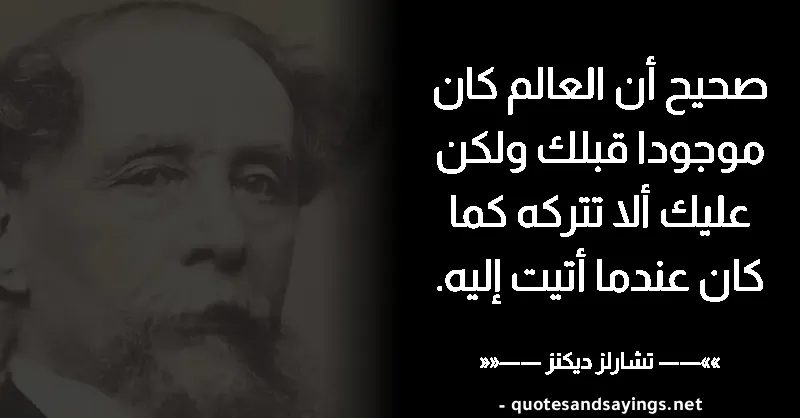 صحيح أن العالم كان
موجودا قبلك ولكن
عليك ألا تتركه كما
كان عندما أتيت إليه.
»»—— تشارلز ديكنز ——««
- quotesandsayings.net